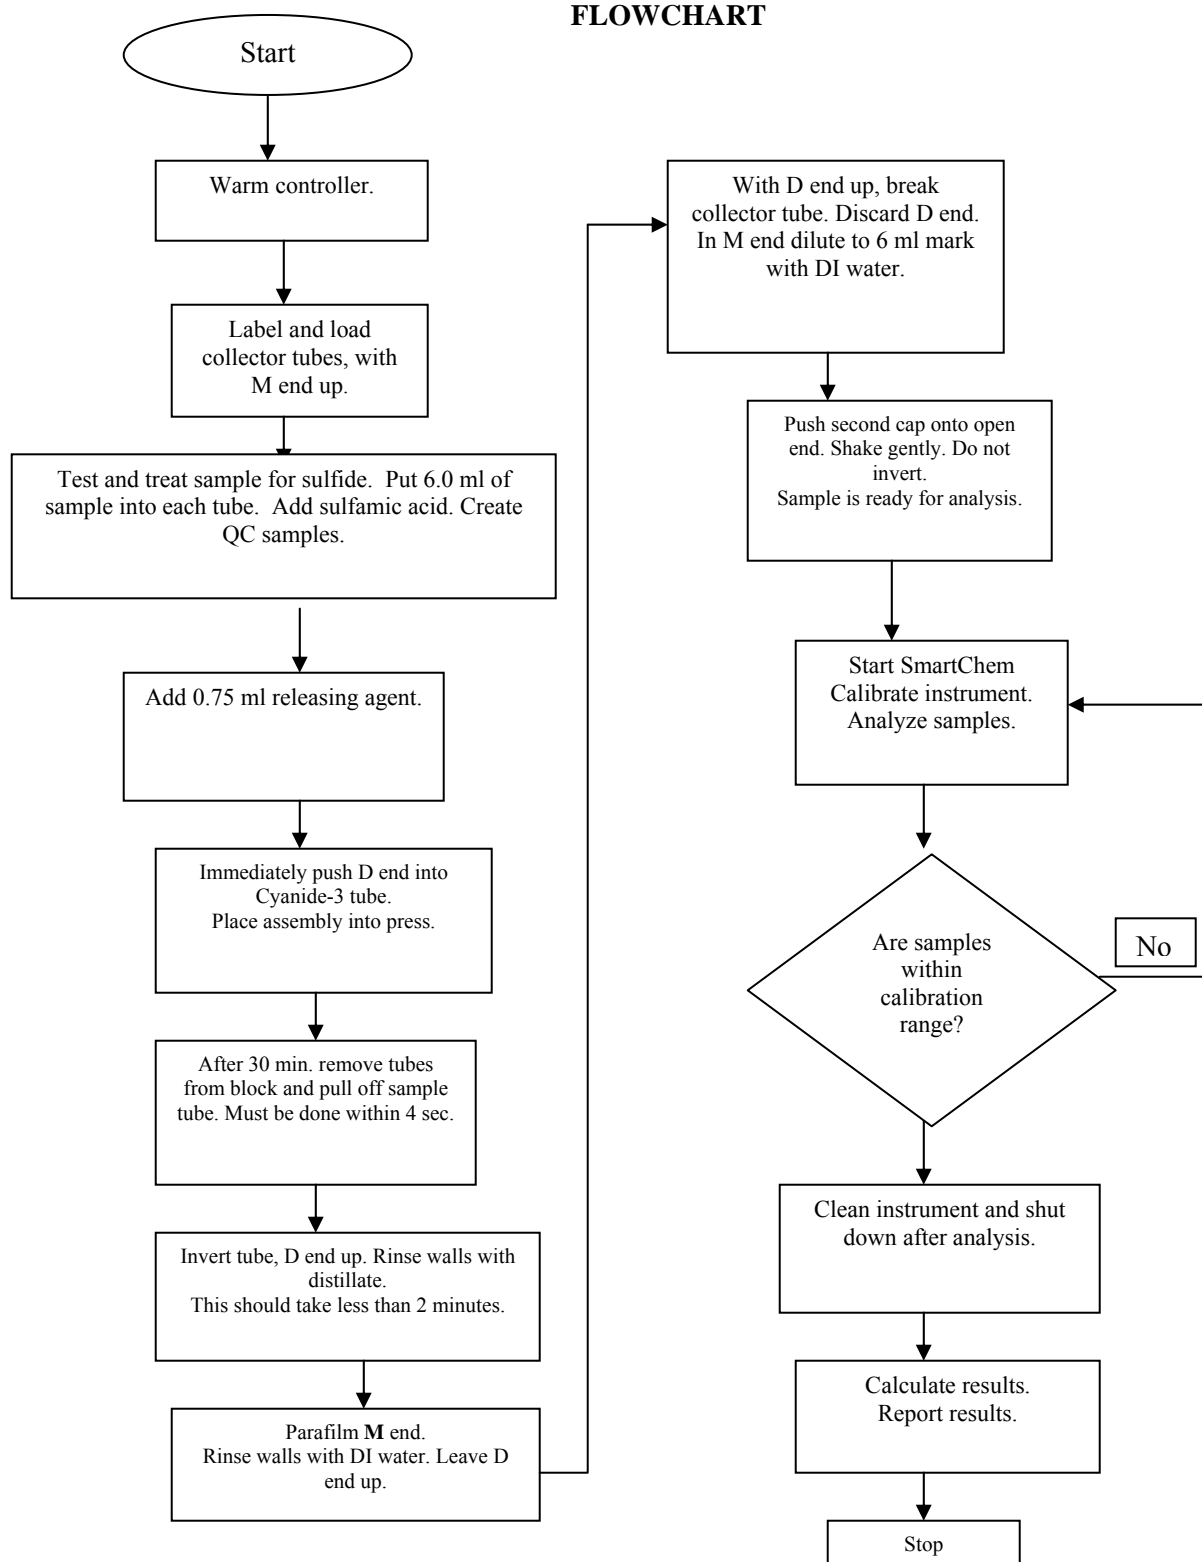 FLOWCHART
Start
Warm controller.
Label and load
collector tubes, with
M end up.
Test and treat sample for sulfide.  Put 6.0 ml of
sample into each tube.  Add sulfamic acid. Create
QC samples.
Add 0.75 ml releasing agent.
Immediately push D end into
Cyanide-3 tube.
Place assembly into press.
After 30 min. remove tubes
from block and pull off sample
tube. Must be done within 4 sec.
Invert tube, D end up. Rinse walls with
distillate.
This should take less than 2 minutes.
Parafilm M end.
Rinse walls with DI water. Leave D
end up.
With D end up, break
collector tube. Discard D end.
In M end dilute to 6 ml mark
with DI water.
Push second cap onto open
end. Shake gently. Do not
invert.
Sample is ready for analysis.
Start SmartChem
Calibrate instrument.
Analyze samples.
Are samples
within
calibration
range?
No
Clean instrument and shut
down after analysis.
Calculate results.
Report results.
Stop